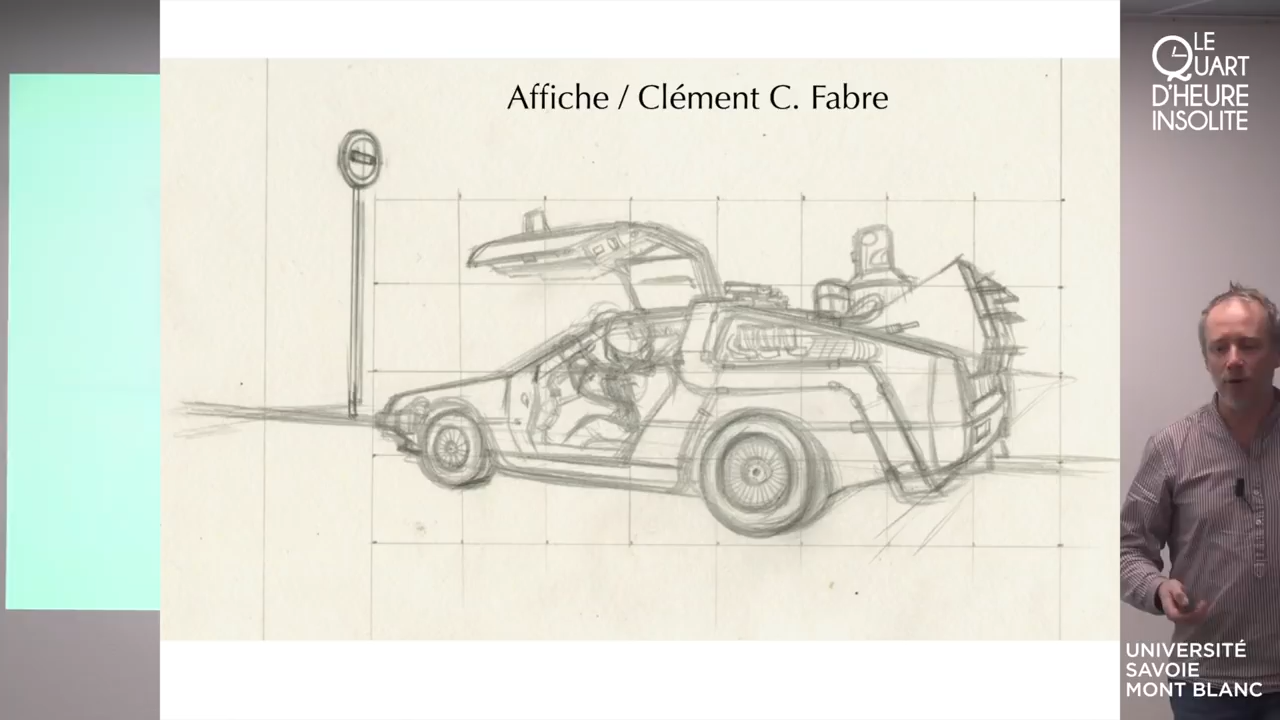 Affiche / Clément C. Fabre
LE
QUART
D'HEURE
INSOLITE
UNIVERSITÉ
SAVOIE
MONT BLANC